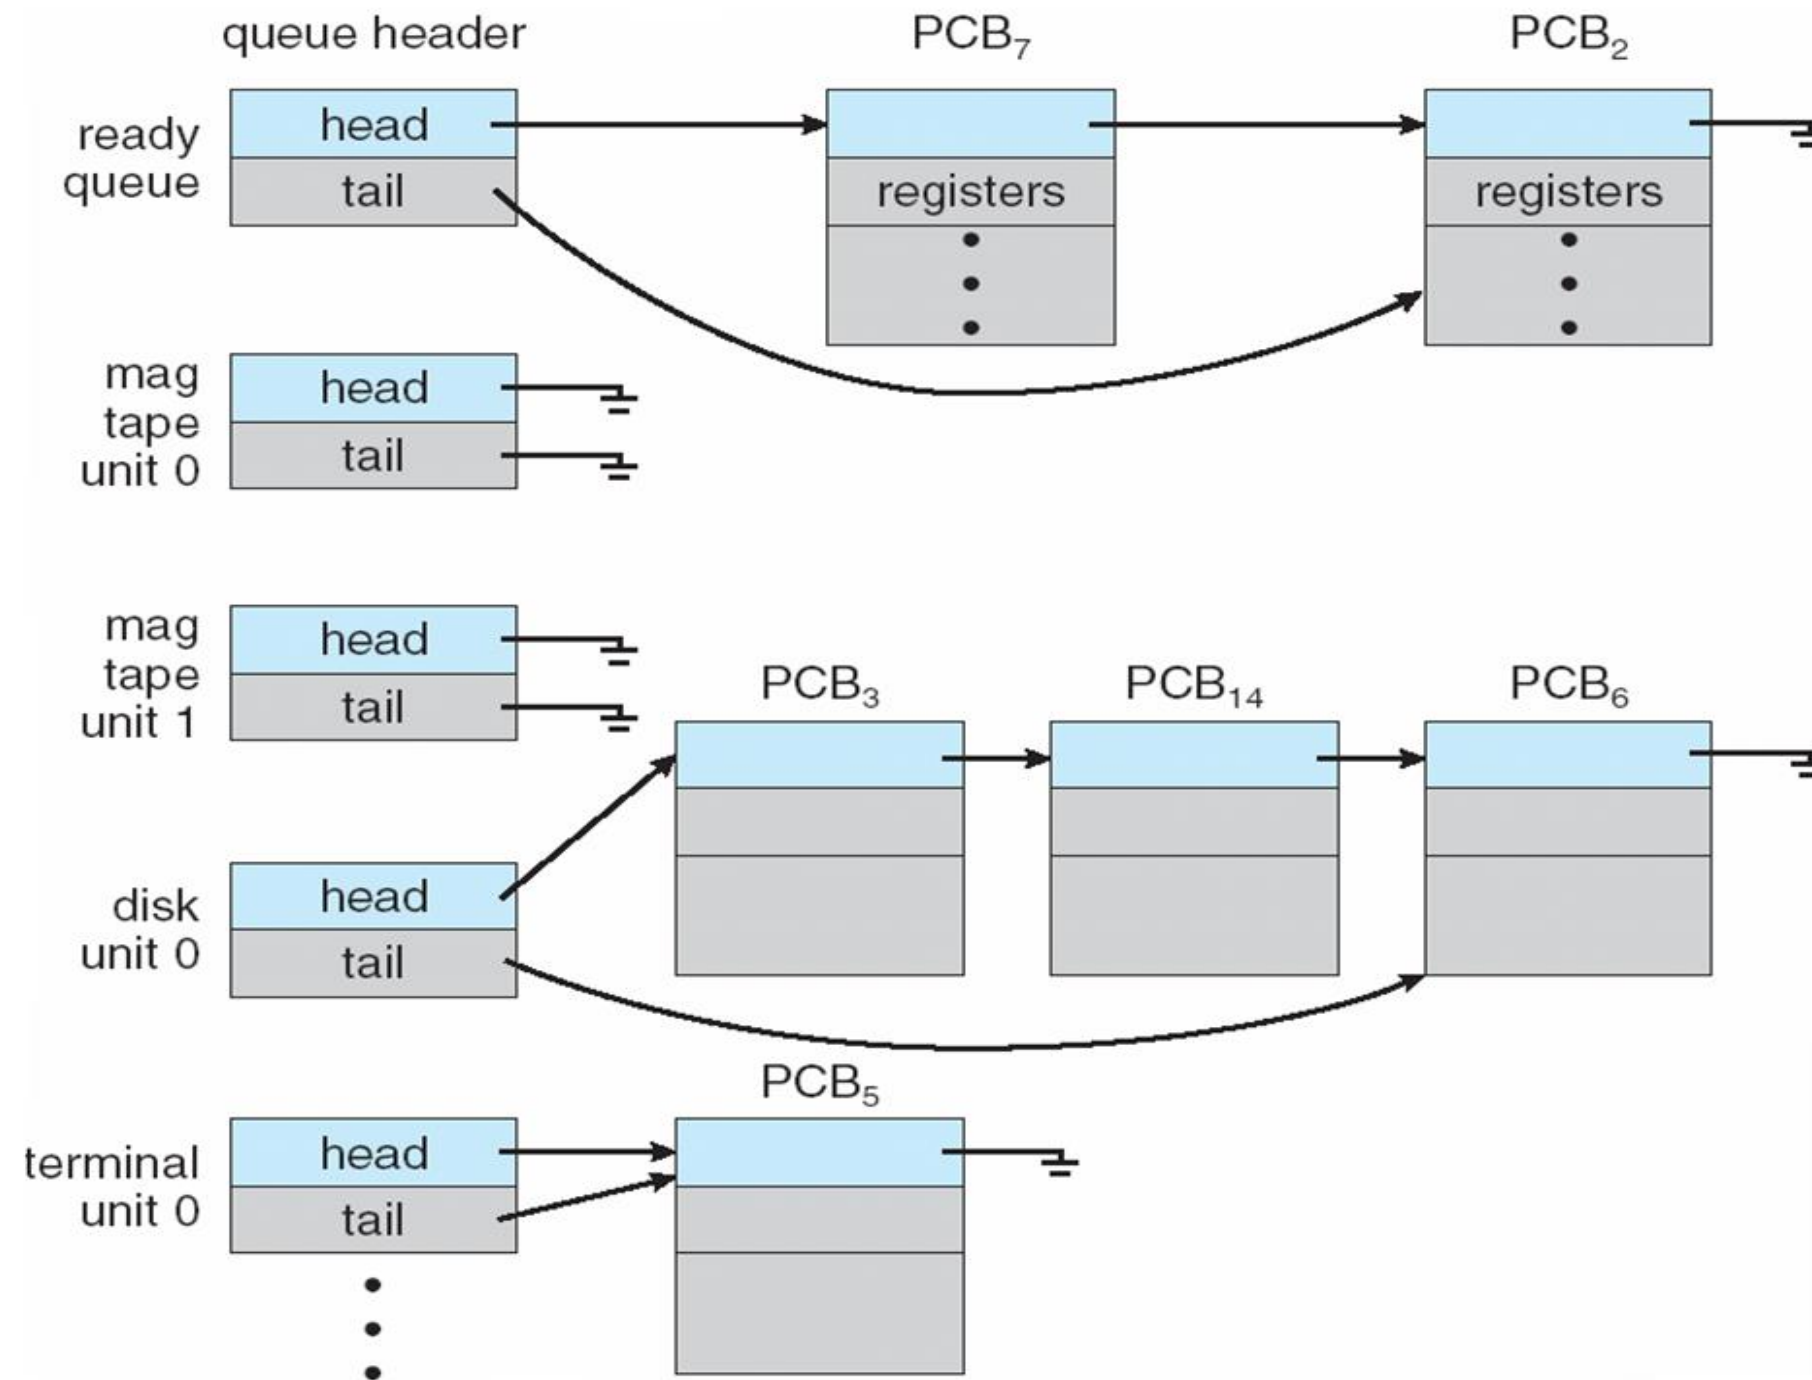 queue header
PCB₇
PCB₂
ready
queue
head
tail
registers
registers
mag
tape
unit 0
head
tail
mag
tape
unit 1
head
tail
PCB₃
PCB₁₄
PCB₆
disk
unit 0
head
tail
PCB₅
terminal
unit 0
head
tail